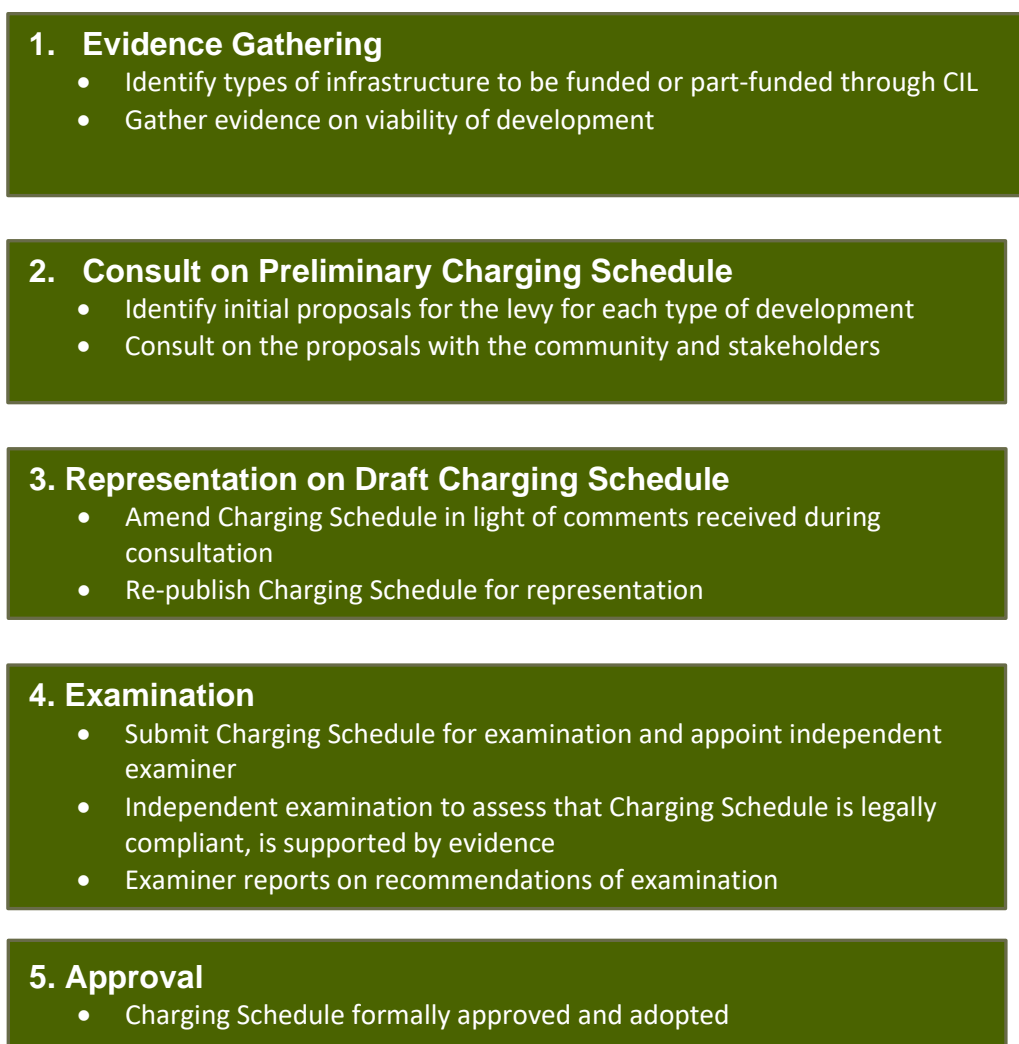 1. Evidence Gathering
• Identify types of infrastructure to be funded or part-funded through CIL
• Gather evidence on viability of development
2. Consult on Preliminary Charging Schedule
• Identify initial proposals for the levy for each type of development
• Consult on the proposals with the community and stakeholders
3. Representation on Draft Charging Schedule
• Amend Charging Schedule in light of comments received during
consultation
• Re-publish Charging Schedule for representation
4. Examination
• Submit Charging Schedule for examination and appoint independent
examiner
• Independent examination to assess that Charging Schedule is legally
compliant, is supported by evidence
• Examiner reports on recommendations of examination
5. Approval
• Charging Schedule formally approved and adopted